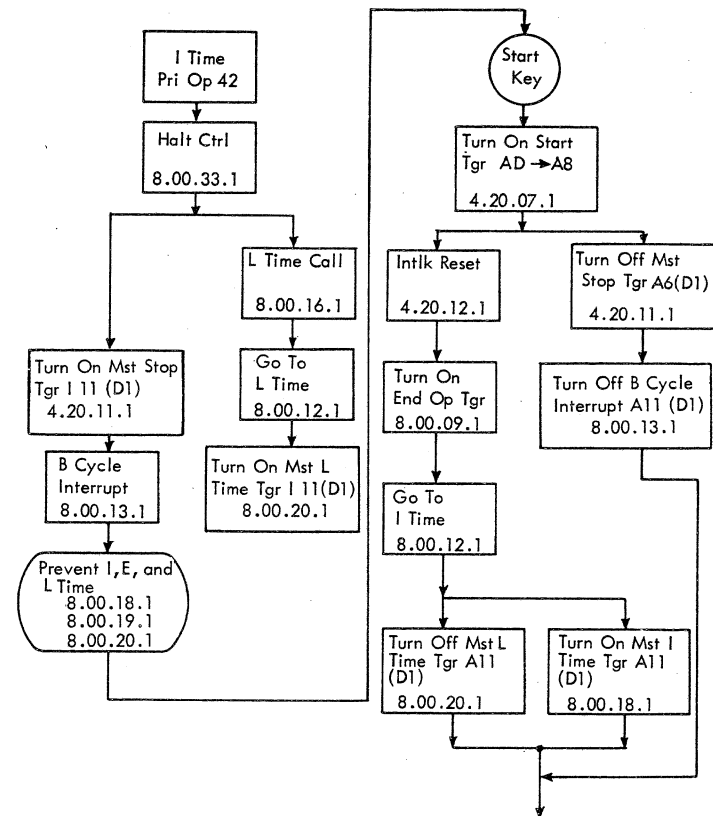 I Time
Pri Op 42
Halt Ctrl
8.00.33.1
L Time Call
8.00.16.1
Turn On Mst Stop
Tgr I 11 (D1)
4.20.11.1
Go To
L Time
8.00.12.1
B Cycle
Interrupt
8.00.13.1
Turn On Mst L
Time Tgr I 11(D1)
8.00.20.1
Prevent I,E, and
L Time
8.00.18.1
8.00.19.1
8.00.20.1
Start
Key
Turn On Start
Tgr AD →A8
4.20.07.1
Intlk Reset
4.20.12.1
Turn Off Mst
Stop Tgr A6(D1)
4.20.11.1
Turn On
End Op Tgr
8.00.09.1
Turn Off B Cycle
Interrupt A11 (D1)
8.00.13.1
Go To
I Time
8.00.12.1
Turn Off Mst L
Time Tgr A11
(D1)
8.00.20.1
Turn On Mst I
Time Tgr A11
(D1)
8.00.18.1